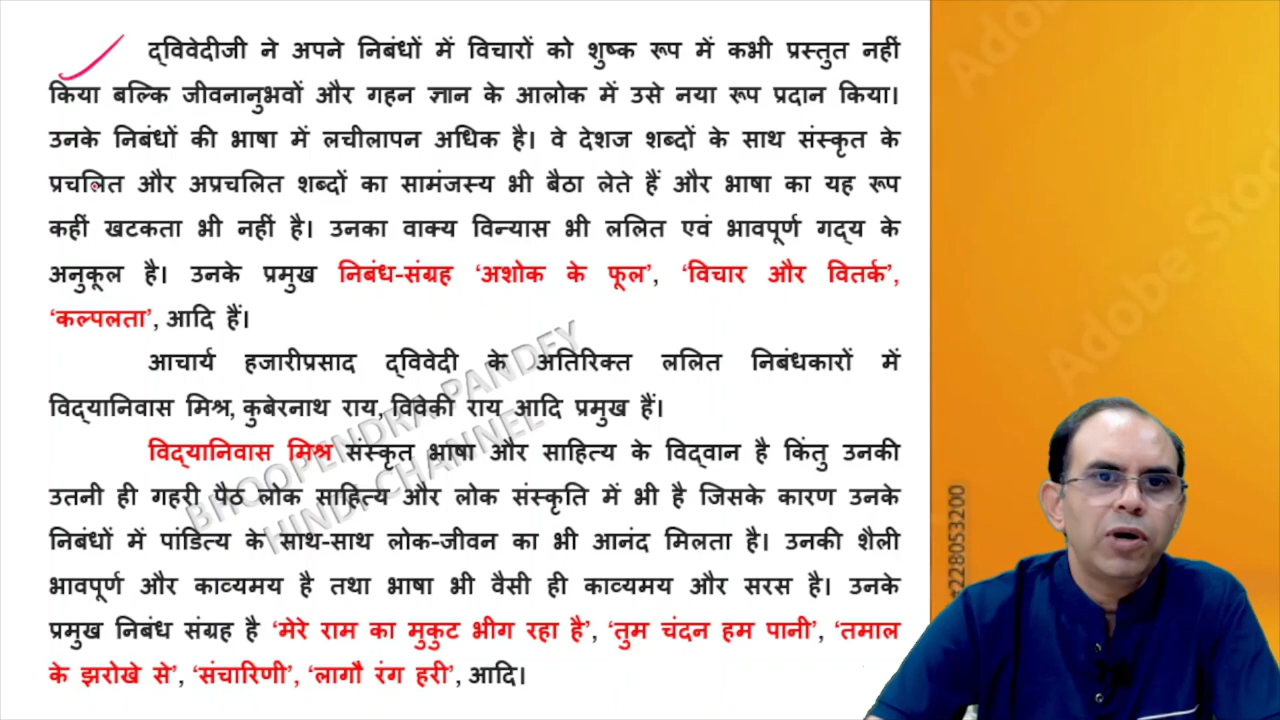 द्विवेदीजी ने अपने निबंधों में विचारों को शुष्क रूप में कभी प्रस्तुत नहीं
किया बल्कि जीवनानुभवों और गहन ज्ञान के आलोक में उसे नया रूप प्रदान किया।
उनके निबंधों की भाषा में लचीलापन अधिक है। वे देशज शब्दों के साथ संस्कृत के
प्रचलित और अप्रचलित शब्दों का सामंजस्य भी बैठा लेते हैं और भाषा का यह रूप
कहीं खटकता भी नहीं है। उनका वाक्य विन्यास भी ललित एवं भावपूर्ण गद्य के
अनुकूल है। उनके प्रमुख निबंध-संग्रह ‘अशोक के फूल’, ‘विचार और वितर्क’,
‘कल्पलता’, आदि हैं।
आचार्य हजारीप्रसाद द्विवेदी के अतिरिक्त ललित निबंधकारों में
विद्यानिवास मिश्र, कुबेरनाथ राय, विवेकी राय आदि प्रमुख हैं।
विद्यानिवास मिश्र संस्कृत भाषा और साहित्य के विद्वान है किंतु उनकी
उतनी ही गहरी पैठ लोक साहित्य और लोक संस्कृति में भी है जिसके कारण उनके
निबंधों में पांडित्य के साथ-साथ लोक-जीवन का भी आनंद मिलता है। उनकी शैली
भावपूर्ण और काव्यमय है तथा भाषा भी वैसी ही काव्यमय और सरस है। उनके
प्रमुख निबंध संग्रह है ‘मेरे राम का मुकुट भीग रहा है’, ‘तुम चंदन हम पानी’, ‘तमाल
के झरोखे से’, ‘संचारिणी’, ‘लागौ रंग हरी’, आदि।
BHOOPENDRA PANDEY
HINDI CHANNEL
Adobe Stock